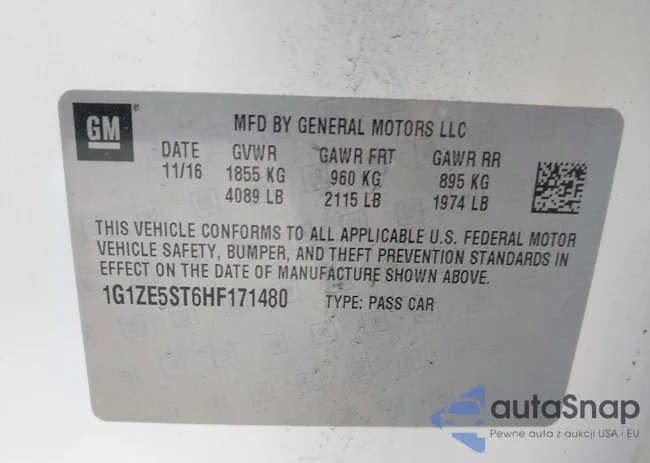 GM
MFD BY GENERAL MOTORS LLC
DATE GVWR GAWR FRT GAWR RR
11/16 1855 KG 960 KG 895 KG
4089 LB 2115 LB 1974 LB
THIS VEHICLE CONFORMS TO ALL APPLICABLE U.S. FEDERAL MOTOR
VEHICLE SAFETY, BUMPER, AND THEFT PREVENTION STANDARDS IN
EFFECT ON THE DATE OF MANUFACTURE SHOWN ABOVE.
1G1ZE5ST6HF171480 TYPE: PASS CAR
autaSnap
Pewne auta z aukcji USA i EU